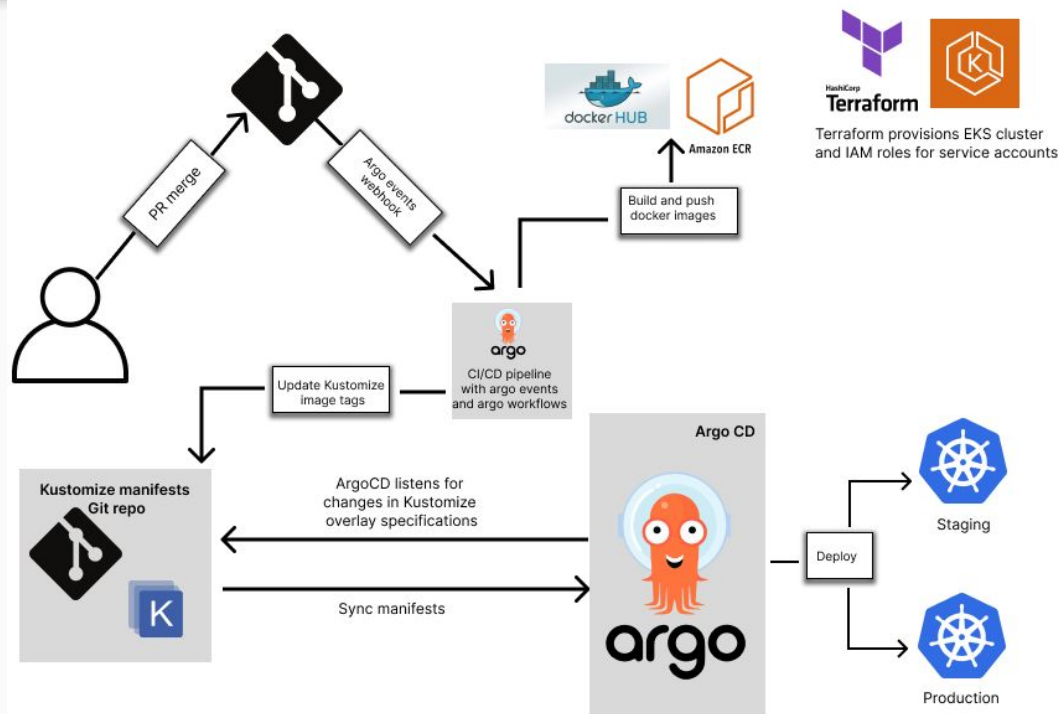 PR merge
Argo events
webhook
docker HUB
Amazon ECR
HashiCorp
Terraform
K
Terraform provisions EKS cluster
and IAM roles for service accounts
Build and push
docker images
argo
CI/CD pipeline
with argo events
and argo workflows
Update Kustomize
image tags
Kustomize manifests
Git repo
K
ArgoCD listens for
changes in Kustomize
overlay specifications
Sync manifests
Argo CD
argo
Deploy
Staging
Production